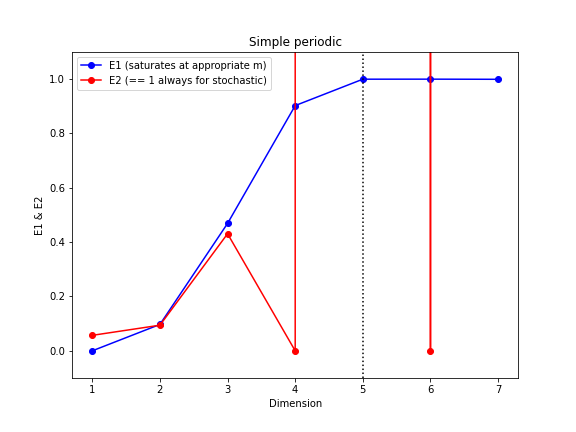 Simple periodic
E1 (saturates at appropriate m)
E2 (== 1 always for stochastic)
1.0
0.8
0.6
0.4
0.2
0.0
E1 & E2
1 2 3 4 5 6 7
Dimension